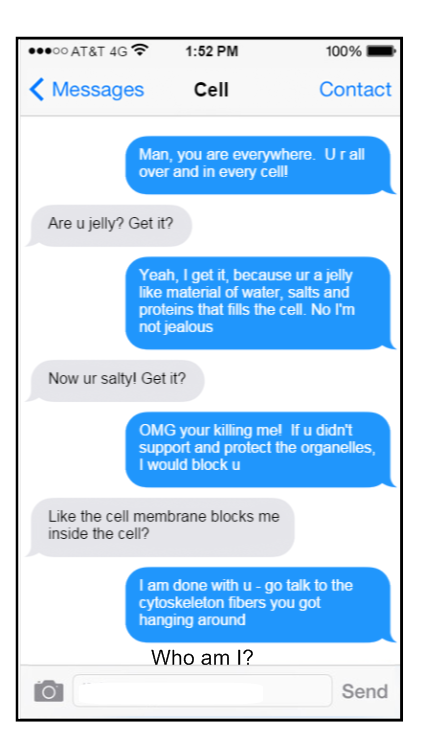 AT&T 4G 1:52 PM 100%
Messages Cell Contact
Man, you are everywhere. U r all
over and in every cell!
Are u jelly? Get it?
Yeah, I get it, because ur a jelly
like material of water, salts and
proteins that fills the cell. No I'm
not jealous
Now ur salty! Get it?
OMG your killing me! If u didn't
support and protect the organelles,
I would block u
Like the cell membrane blocks me
inside the cell?
I am done with u - go talk to the
cytoskeleton fibers you got
hanging around
Who am I?
Send